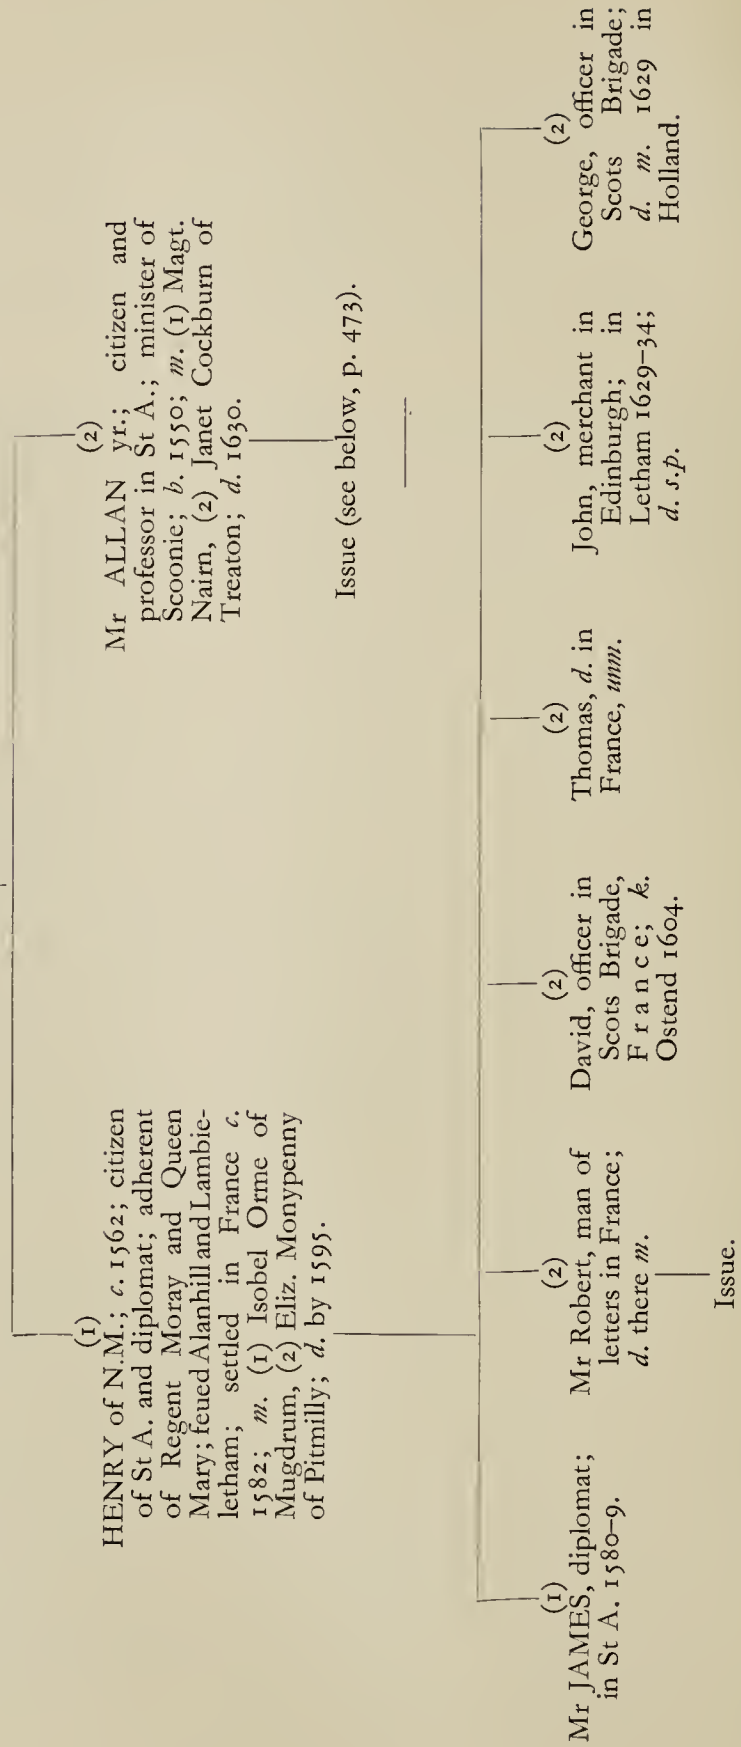 (1)
HENRY of N.M.; c. 1562; citizen
of St A. and diplomat; adherent
of Regent Moray and Queen
Mary; feued Alanhill and Lambie-
letham; settled in France c.
1582; m. (1) Isobel Orme of
Mugdrum, (2) Eliz. Monypenny
of Pitmilly; d. by 1595.
(2)
Mr ALLAN yr.; citizen and
professor in St A.; minister of
Scoonie; b. 1550; m. (1) Magt.
Nairn, (2) Janet Cockburn of
Treaton; d. 1630.
Issue (see below, p. 473).
(1)
Mr JAMES, diplomat;
in St A. 1580–9.
(2)
Mr Robert, man of
letters in France;
d. there m.
Issue.
(2)
David, officer in
Scots Brigade,
France; k.
Ostend 1604.
(2)
Thomas, d. in
France, unm.
(2)
John, merchant in
Edinburgh; in
Letham 1629–34;
d. s.p.
(2)
George, officer in
Scots Brigade;
d. m. 1629 in
Holland.